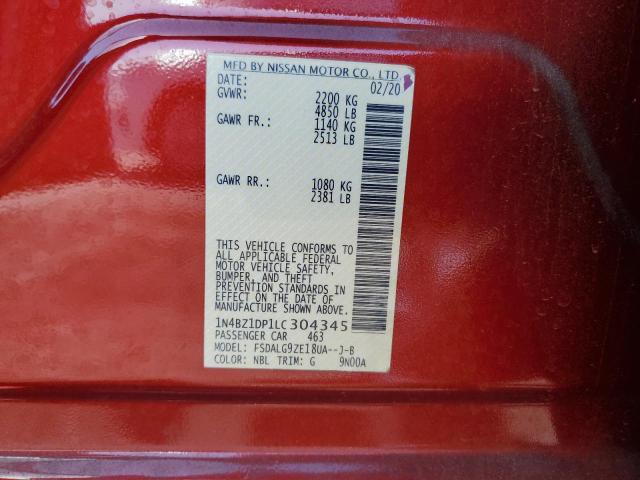 MFD BY NISSAN MOTOR CO., LTD
DATE: 02/20
GVWR: 2200 KG
4850 LB
GAWR FR.: 1140 KG
2513 LB
GAWR RR.: 1080 KG
2381 LB
THIS VEHICLE CONFORMS TO
ALL APPLICABLE FEDERAL
MOTOR VEHICLE SAFETY,
BUMPER, AND THEFT
PREVENTION STANDARDS IN
EFFECT ON THE DATE OF
MANUFACTURE SHOWN ABOVE.
1N4BZ1DP1LC304345
PASSENGER CAR 463
MODEL: FSDALG9ZE18UA--J-B
COLOR: NBL TRIM: G 9N00A